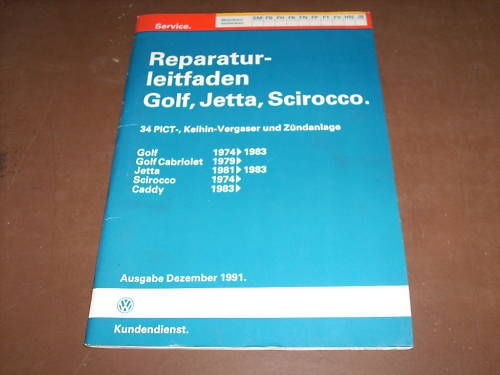 Service.
Reparatur-
leitfaden
Golf, Jetta, Scirocco.
34 PICT-, Keihin-Vergaser und Zündanlage
Golf 1974▶1983
Golf Cabriolet 1979▶
Jetta 1981▶1983
Scirocco 1974▶
Caddy 1983▶
Ausgabe Dezember 1991.
Kundendienst.